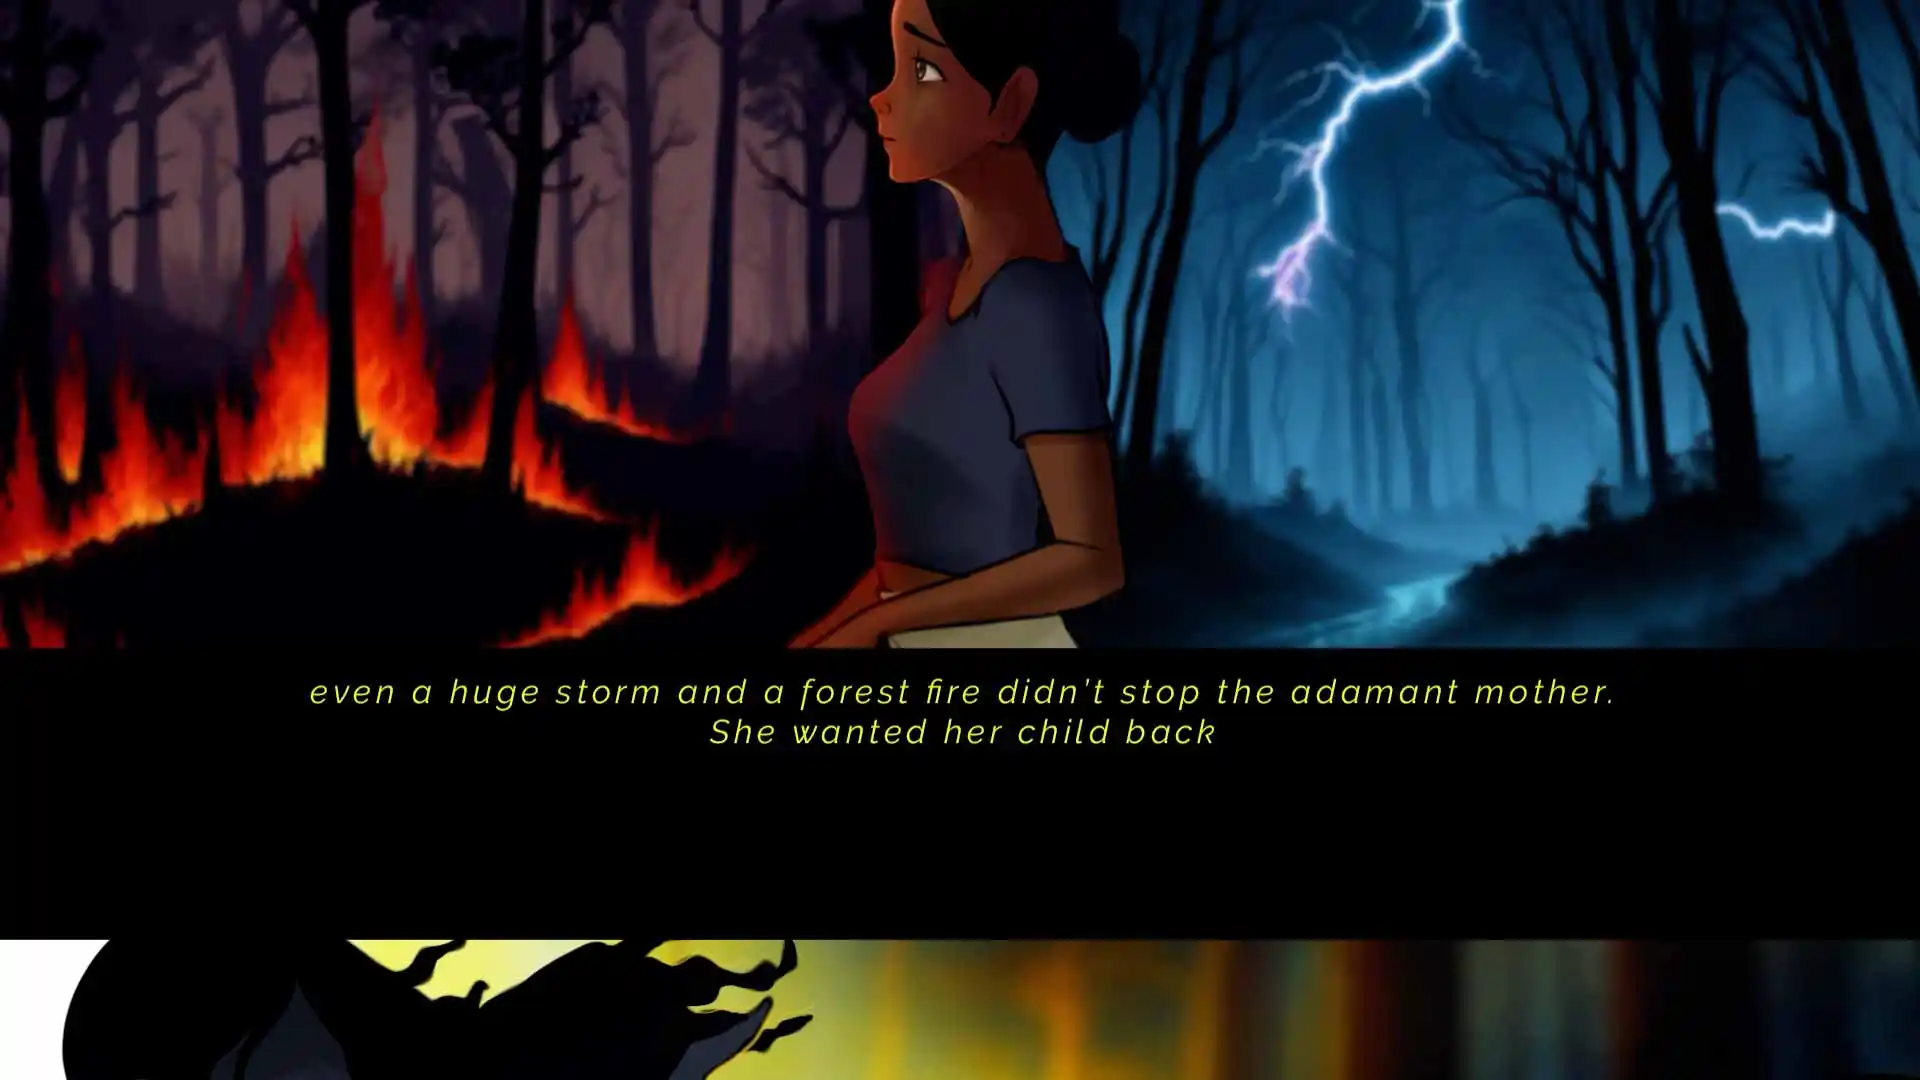 even a huge storm and a forest fire didn't stop the adamant mother.
She wanted her child back